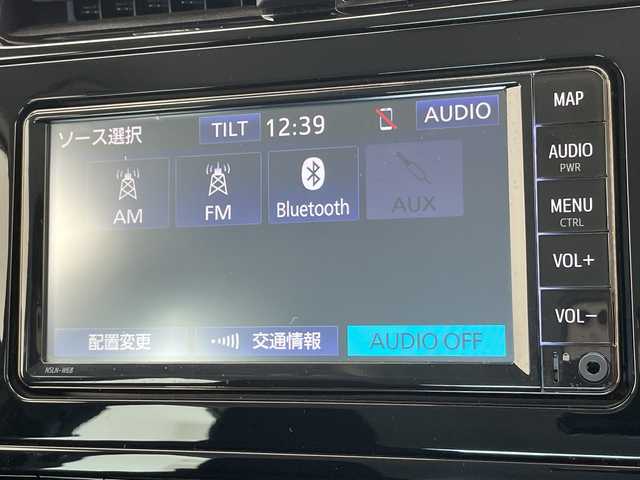 ソース選択 TILT 12:39 AUDIO
AM FM Bluetooth AUX
配置変更 交通情報 AUDIO OFF
MAP
AUDIO
PWR
MENU
CTRL
VOL+
VOL-
NSLN-W68